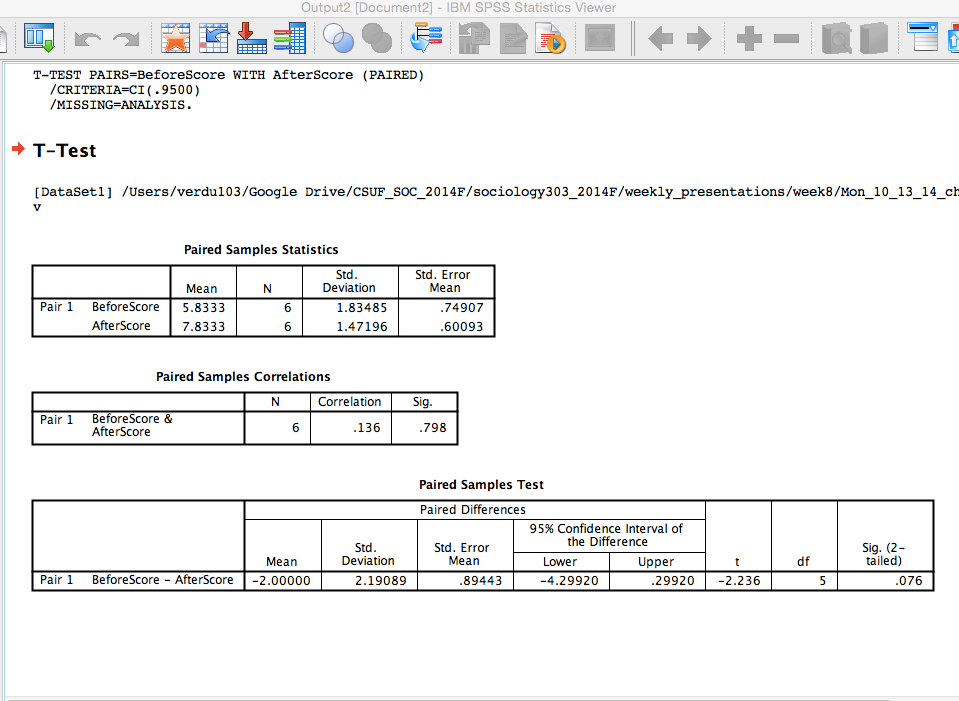 Output2 [Document2] - IBM SPSS Statistics Viewer
T-TEST PAIRS=BeforeScore WITH AfterScore (PAIRED)
/CRITERIA=CI(.9500)
/MISSING=ANALYSIS.
T-Test
[DataSet1] /Users/verdu103/Google Drive/CSUF_SOC_2014F/sociology303_2014F/weekly_presentations/week8/Mon_10_13_14_ch
v
Paired Samples Statistics
Mean N Std. Deviation Std. Error Mean
Pair 1 BeforeScore 5.8333 6 1.83485 .74907
AfterScore 7.8333 6 1.47196 .60093
Paired Samples Correlations
N Correlation Sig.
Pair 1 BeforeScore & AfterScore 6 .136 .798
Paired Samples Test
Paired Differences
95% Confidence Interval of the Difference
Mean Std. Deviation Std. Error Mean Lower Upper t df Sig. (2-tailed)
Pair 1 BeforeScore - AfterScore -2.00000 2.19089 .89443 -4.29920 .29920 -2.236 5 .076